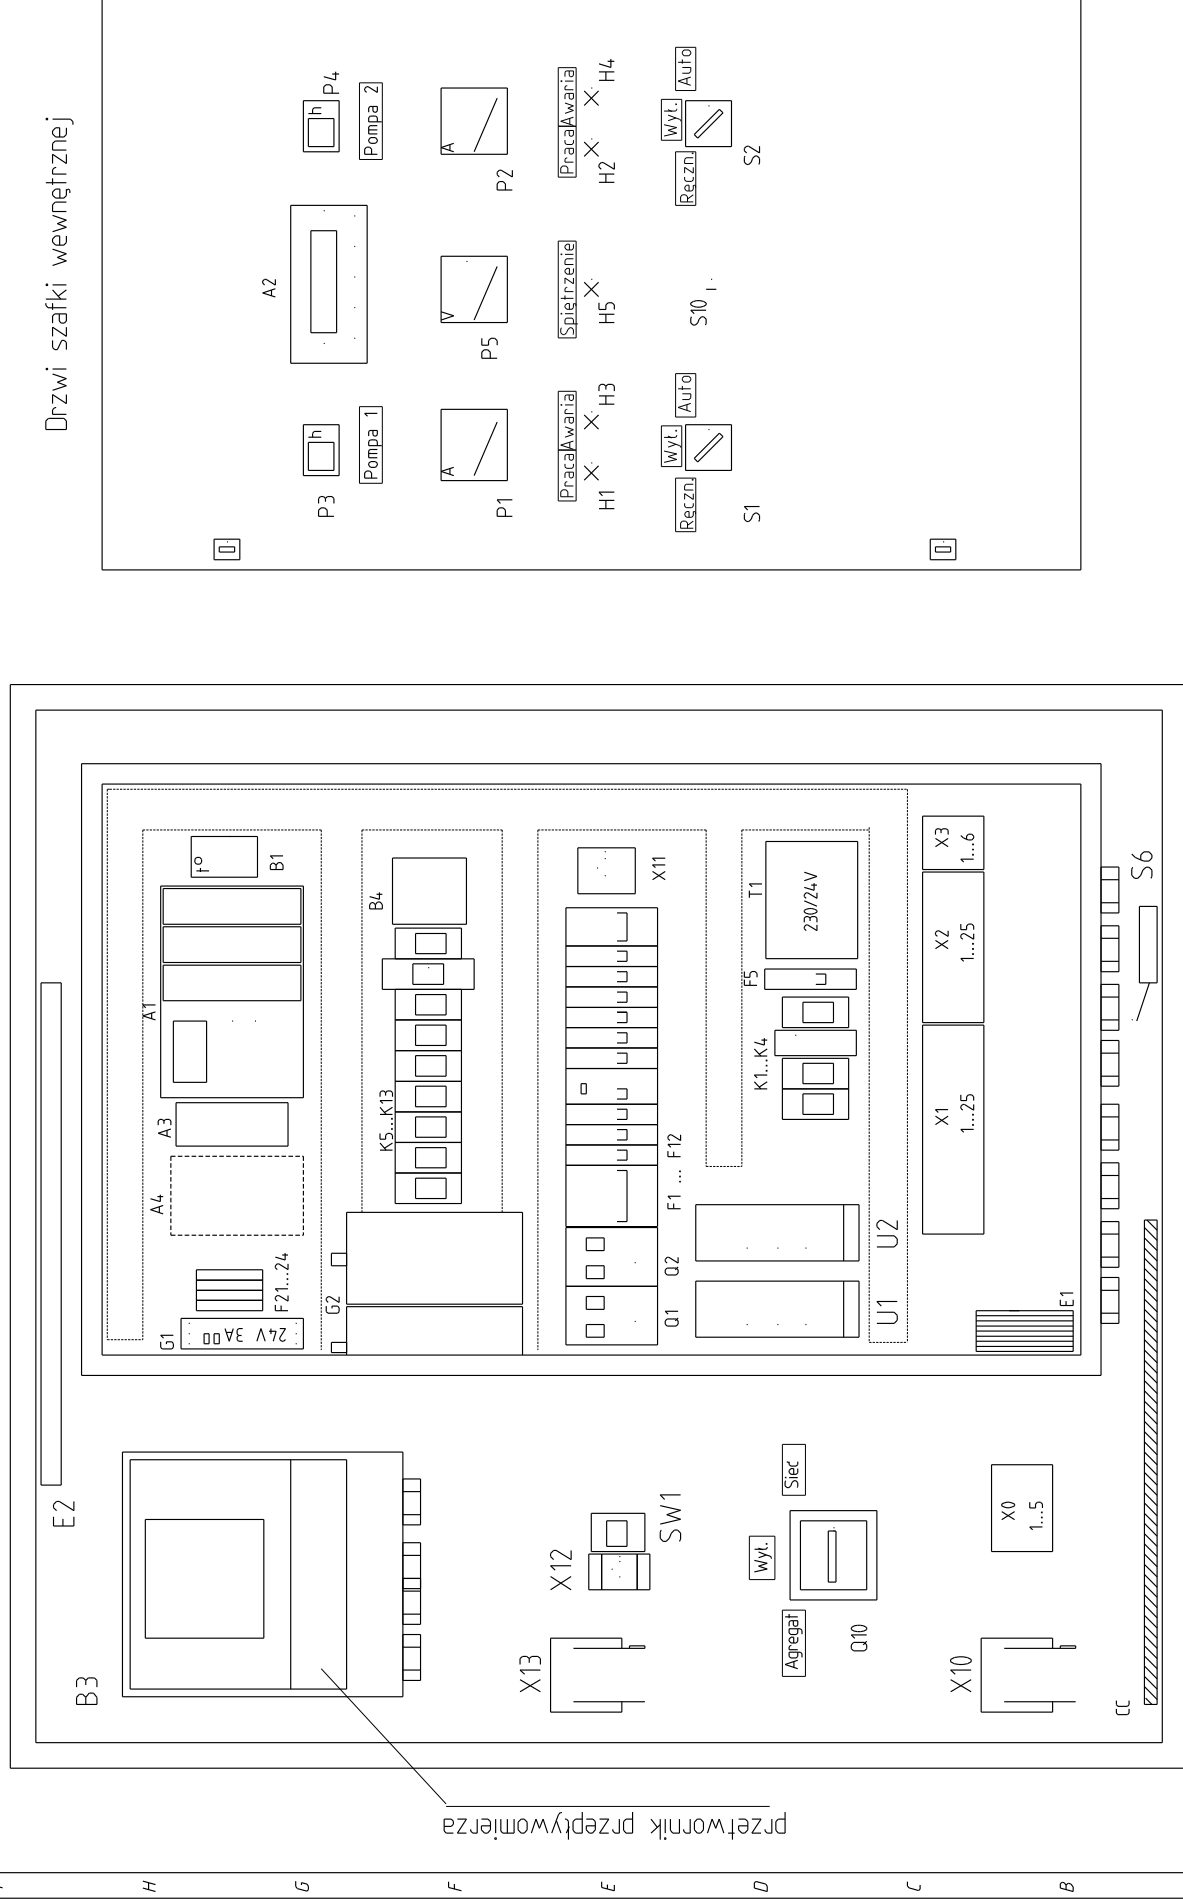 Drzwi szafki wewnętrznej
P3
h
Pompa 1
A2
h
P4
Pompa 2
A
P1
V
P5
A
P2
Praca
Awaria
H1
H3
Spiętrzenie
H5
Praca
Awaria
H2
H4
Ręczn.
Wył.
Auto
S1
S10
Ręczn.
Wył.
Auto
S2
E2
B3
G1
24V 3A
F21...24
A4
A3
A1
to
B1
G2
K5...K13
B4
X12
SW1
X13
Q1
Q2
F1 ... F12
X11
Agregat
Wył.
Sieć
Q10
U1
U2
K1...K4
F5
T1
230/24V
X10
X0
1...5
E1
X1
1...25
X2
1...25
X3
1...6
CC
S6
przetwornik przepływomierza
H
G
F
E
D
C
B